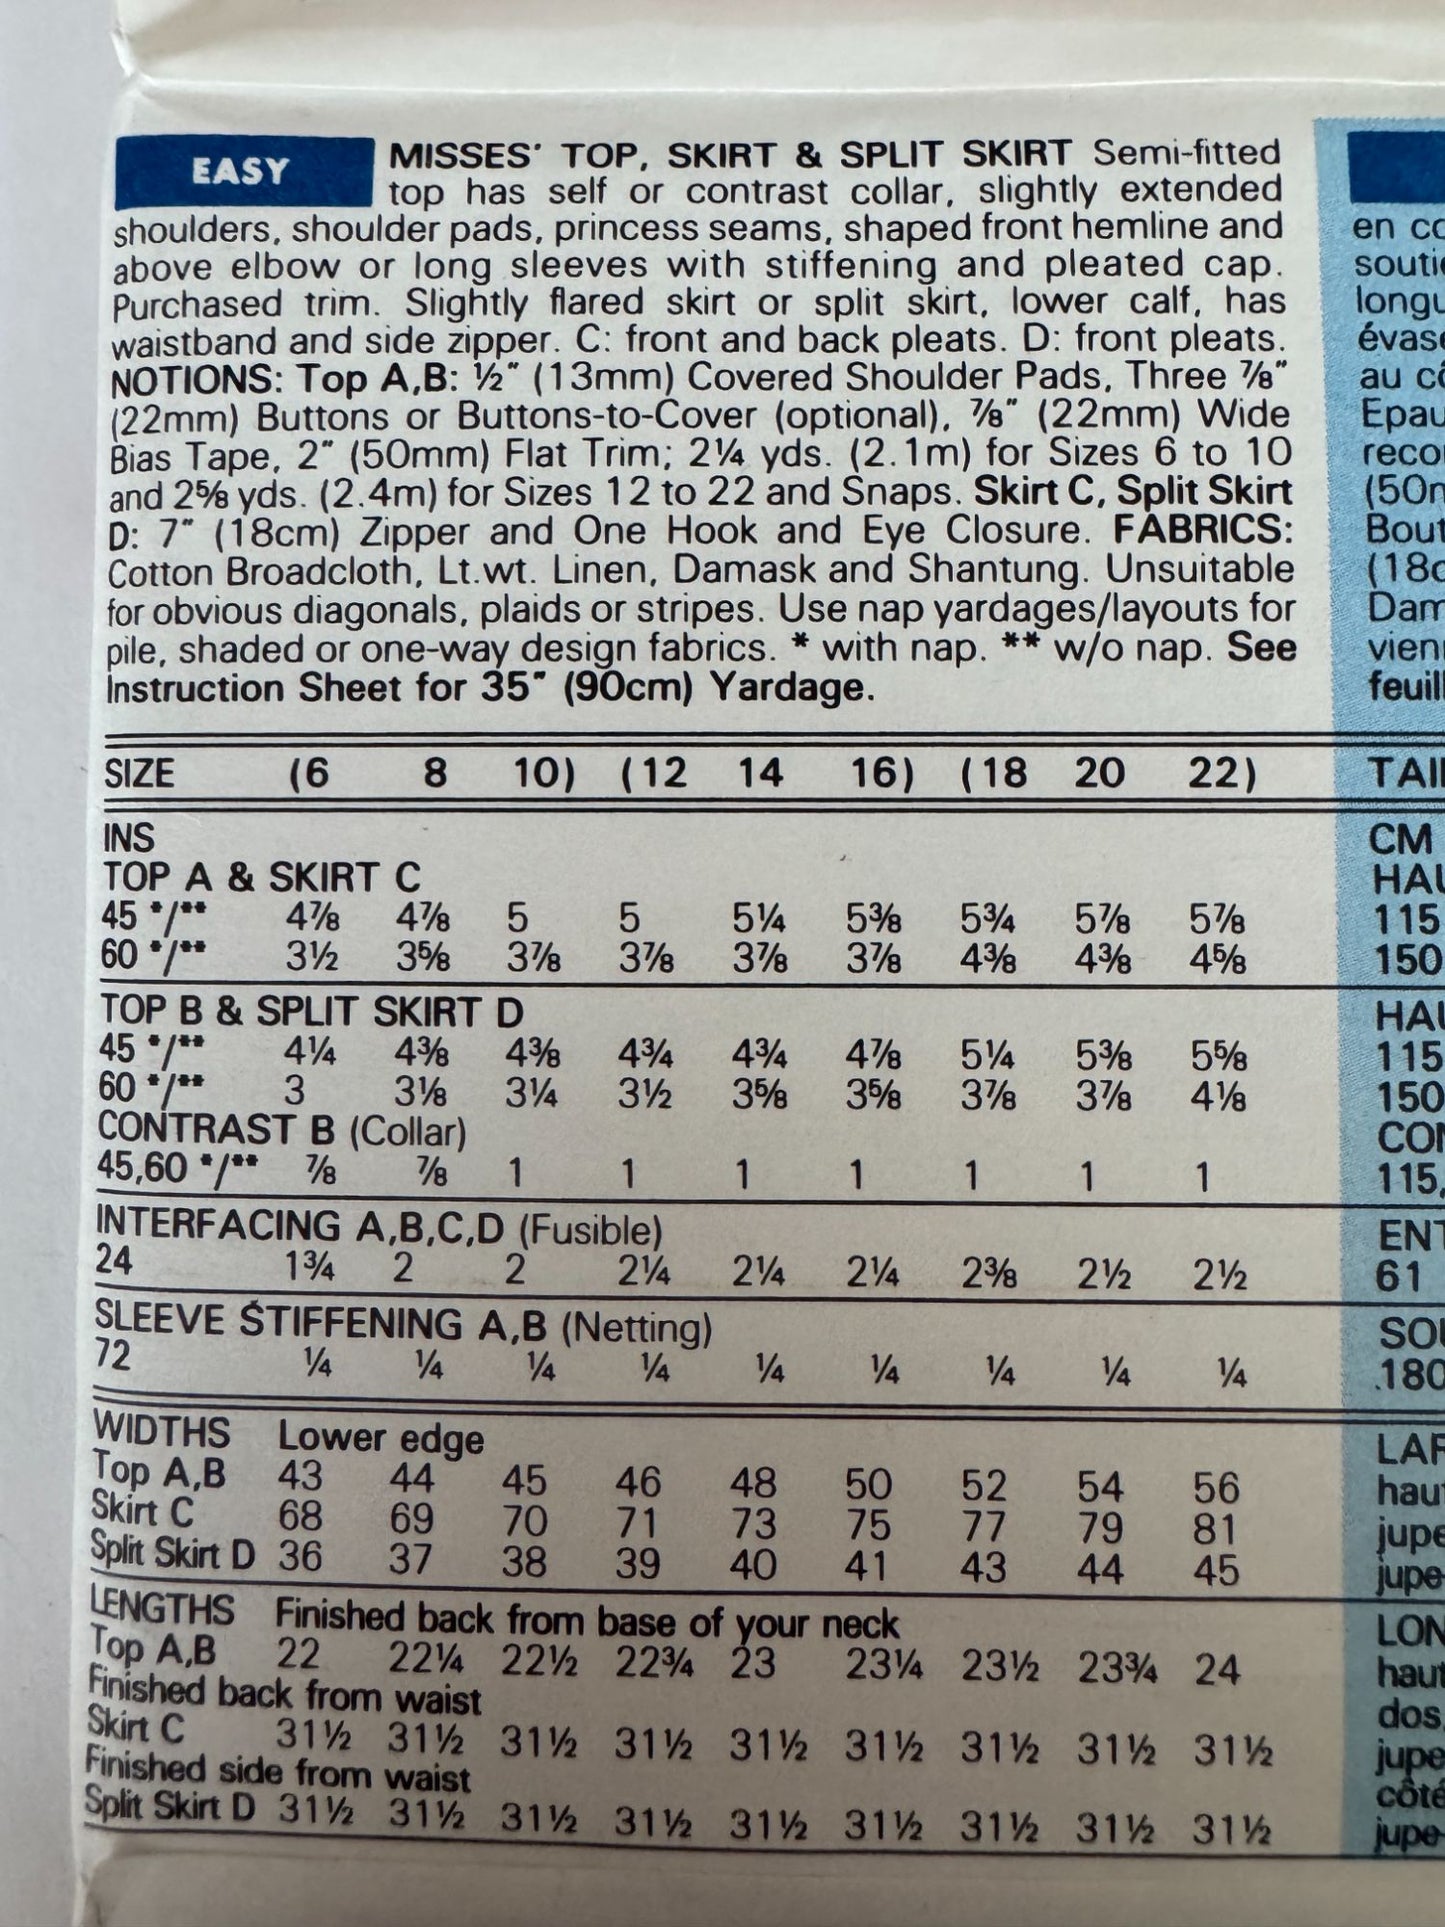 EASY MISSES' TOP, SKIRT & SPLIT SKIRT Semi-fitted
top has self or contrast collar, slightly extended
shoulders, shoulder pads, princess seams, shaped front hemline and
above elbow or long sleeves with stiffening and pleated cap.
Purchased trim. Slightly flared skirt or split skirt, lower calf, has
waistband and side zipper. C: front and back pleats. D: front pleats.
NOTIONS: Top A,B: ½" (13mm) Covered Shoulder Pads, Three ⅞"
(22mm) Buttons or Buttons-to-Cover (optional), ⅞" (22mm) Wide
Bias Tape, 2" (50mm) Flat Trim; 2¼ yds. (2.1m) for Sizes 6 to 10
and 2⅝ yds. (2.4m) for Sizes 12 to 22 and Snaps. Skirt C, Split Skirt
D: 7" (18cm) Zipper and One Hook and Eye Closure. FABRICS:
Cotton Broadcloth, Lt.wt. Linen, Damask and Shantung. Unsuitable
for obvious diagonals, plaids or stripes. Use nap yardages/layouts for
pile, shaded or one-way design fabrics. * with nap. ** w/o nap. See
Instruction Sheet for 35" (90cm) Yardage.
SIZE (6 8 10) (12 14 16) (18 20 22)
INS
TOP A & SKIRT C
45 */** 4⅞ 4⅞ 5 5 5¼ 5⅜ 5¾ 5⅞ 5⅞
60 */** 3½ 3⅝ 3⅞ 3⅞ 3⅞ 3⅞ 4⅜ 4⅜ 4⅝
TOP B & SPLIT SKIRT D
45 */** 4¼ 4⅜ 4⅜ 4¾ 4¾ 4⅞ 5¼ 5⅜ 5⅝
60 */** 3 3⅛ 3¼ 3½ 3⅝ 3⅝ 3⅞ 3⅞ 4⅛
CONTRAST B (Collar)
45,60 */** ⅞ ⅞ 1 1 1 1 1 1 1
INTERFACING A,B,C,D (Fusible)
24 1¾ 2 2 2¼ 2¼ 2¼ 2⅜ 2½ 2½
SLEEVE STIFFENING A,B (Netting)
72 ¼ ¼ ¼ ¼ ¼ ¼ ¼ ¼ ¼
WIDTHS Lower edge
Top A,B 43 44 45 46 48 50 52 54 56
Skirt C 68 69 70 71 73 75 77 79 81
Split Skirt D 36 37 38 39 40 41 43 44 45
LENGTHS Finished back from base of your neck
Top A,B 22 22¼ 22½ 22¾ 23 23¼ 23½ 23¾ 24
Finished back from waist
Skirt C 31½ 31½ 31½ 31½ 31½ 31½ 31½ 31½ 31½
Finished side from waist
Split Skirt D 31½ 31½ 31½ 31½ 31½ 31½ 31½ 31½ 31½
en
au
CM
115
150
115
150
115,
61
.180
dos,